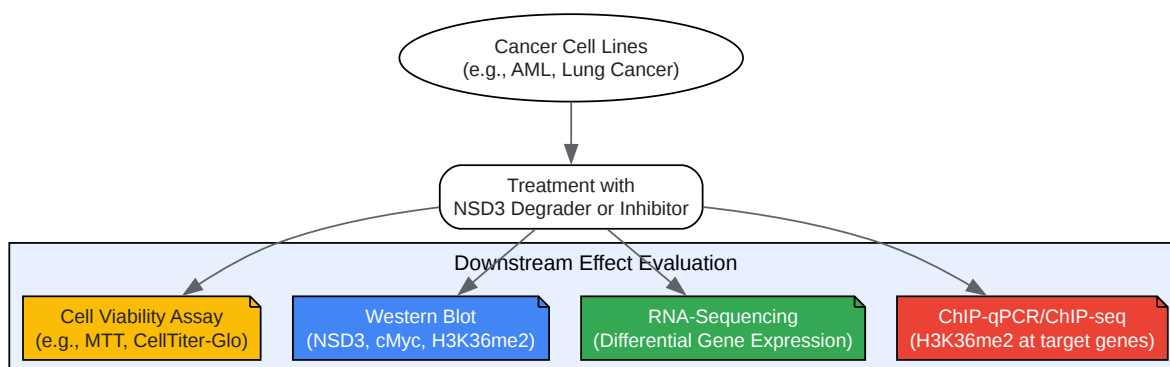 Cancer Cell Lines
(e.g., AML, Lung Cancer)
Treatment with
NSD3 Degrader or Inhibitor
Downstream Effect Evaluation
Cell Viability Assay
(e.g., MTT, CellTiter-Glo)
Western Blot
(NSD3, cMyc, H3K36me2)
RNA-Sequencing
(Differential Gene Expression)
ChIP-qPCR/ChIP-seq
(H3K36me2 at target genes)